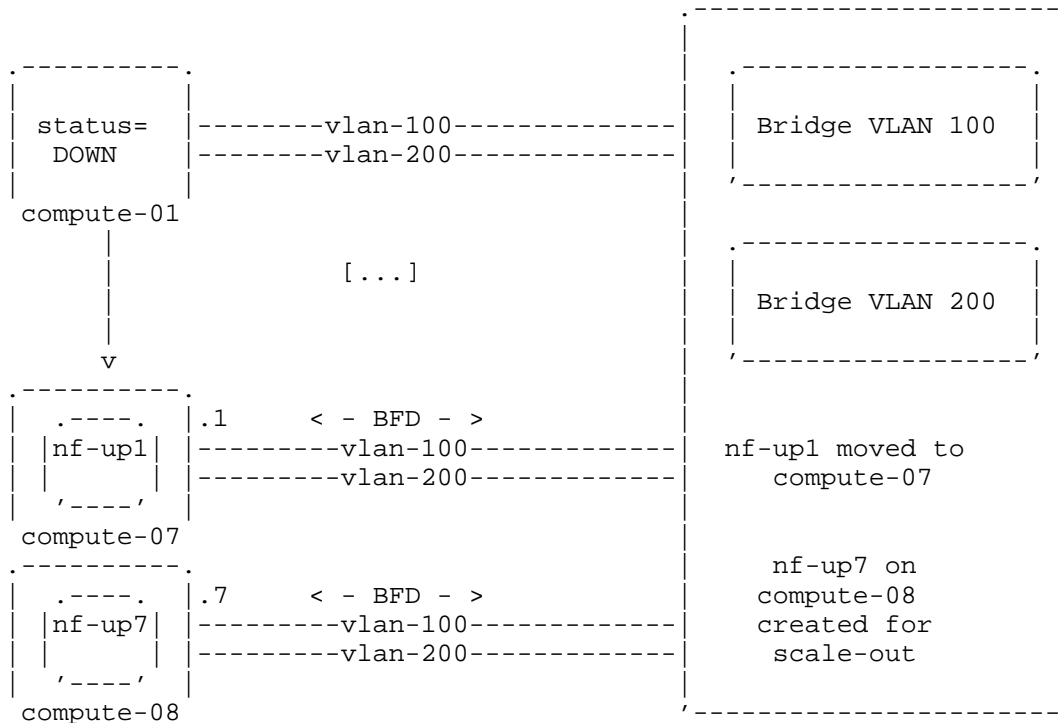 status= --------vlan-100-------------- Bridge VLAN 100
DOWN --------vlan-200--------------
compute-01
[...]
Bridge VLAN 200
v
.1 < - BFD - >
nf-up1 ---------vlan-100------------- nf-up1 moved to
---------vlan-200------------- compute-07
compute-07
nf-up7 on
.7 < - BFD - > compute-08
nf-up7 ---------vlan-100------------- created for
---------vlan-200------------- scale-out
compute-08